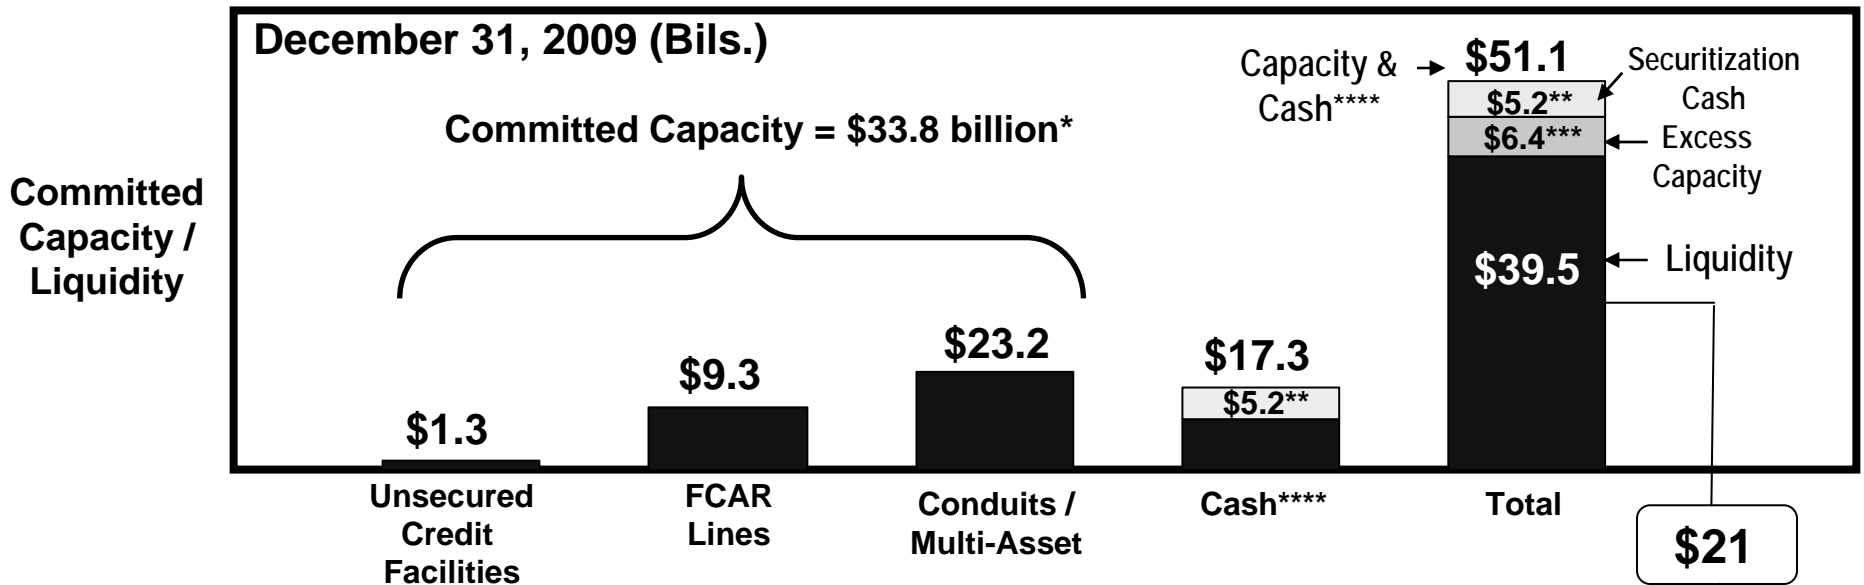 December 31, 2009 (Bils.)
Committed Capacity = $33.8 billion*
Committed
Capacity /
Liquidity
Capacity &
Cash****
$51.1
Securitization
Cash
$5.2**
$6.4***
Excess
Capacity
$39.5
Liquidity
$1.3
$9.3
$23.2
$17.3
$5.2**
Unsecured
Credit
Facilities
FCAR
Lines
Conduits /
Multi-Asset
Cash****
Total
$21